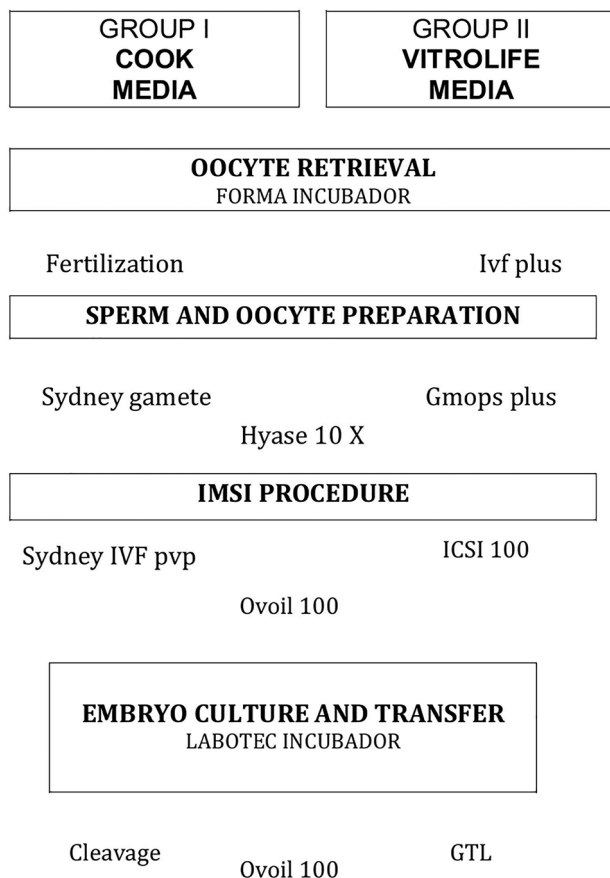 GROUP I
COOK
MEDIA
GROUP II
VITROLIFE
MEDIA
OOCYTE RETRIEVAL
FORMA INCUBADOR
Fertilization
Ivf plus
SPERM AND OOCYTE PREPARATION
Sydney gamete
Gmops plus
Hyase 10 X
IMSI PROCEDURE
Sydney IVF pvp
ICSI 100
Ovoil 100
EMBRYO CULTURE AND TRANSFER
LABOTEC INCUBADOR
Cleavage
GTL
Ovoil 100